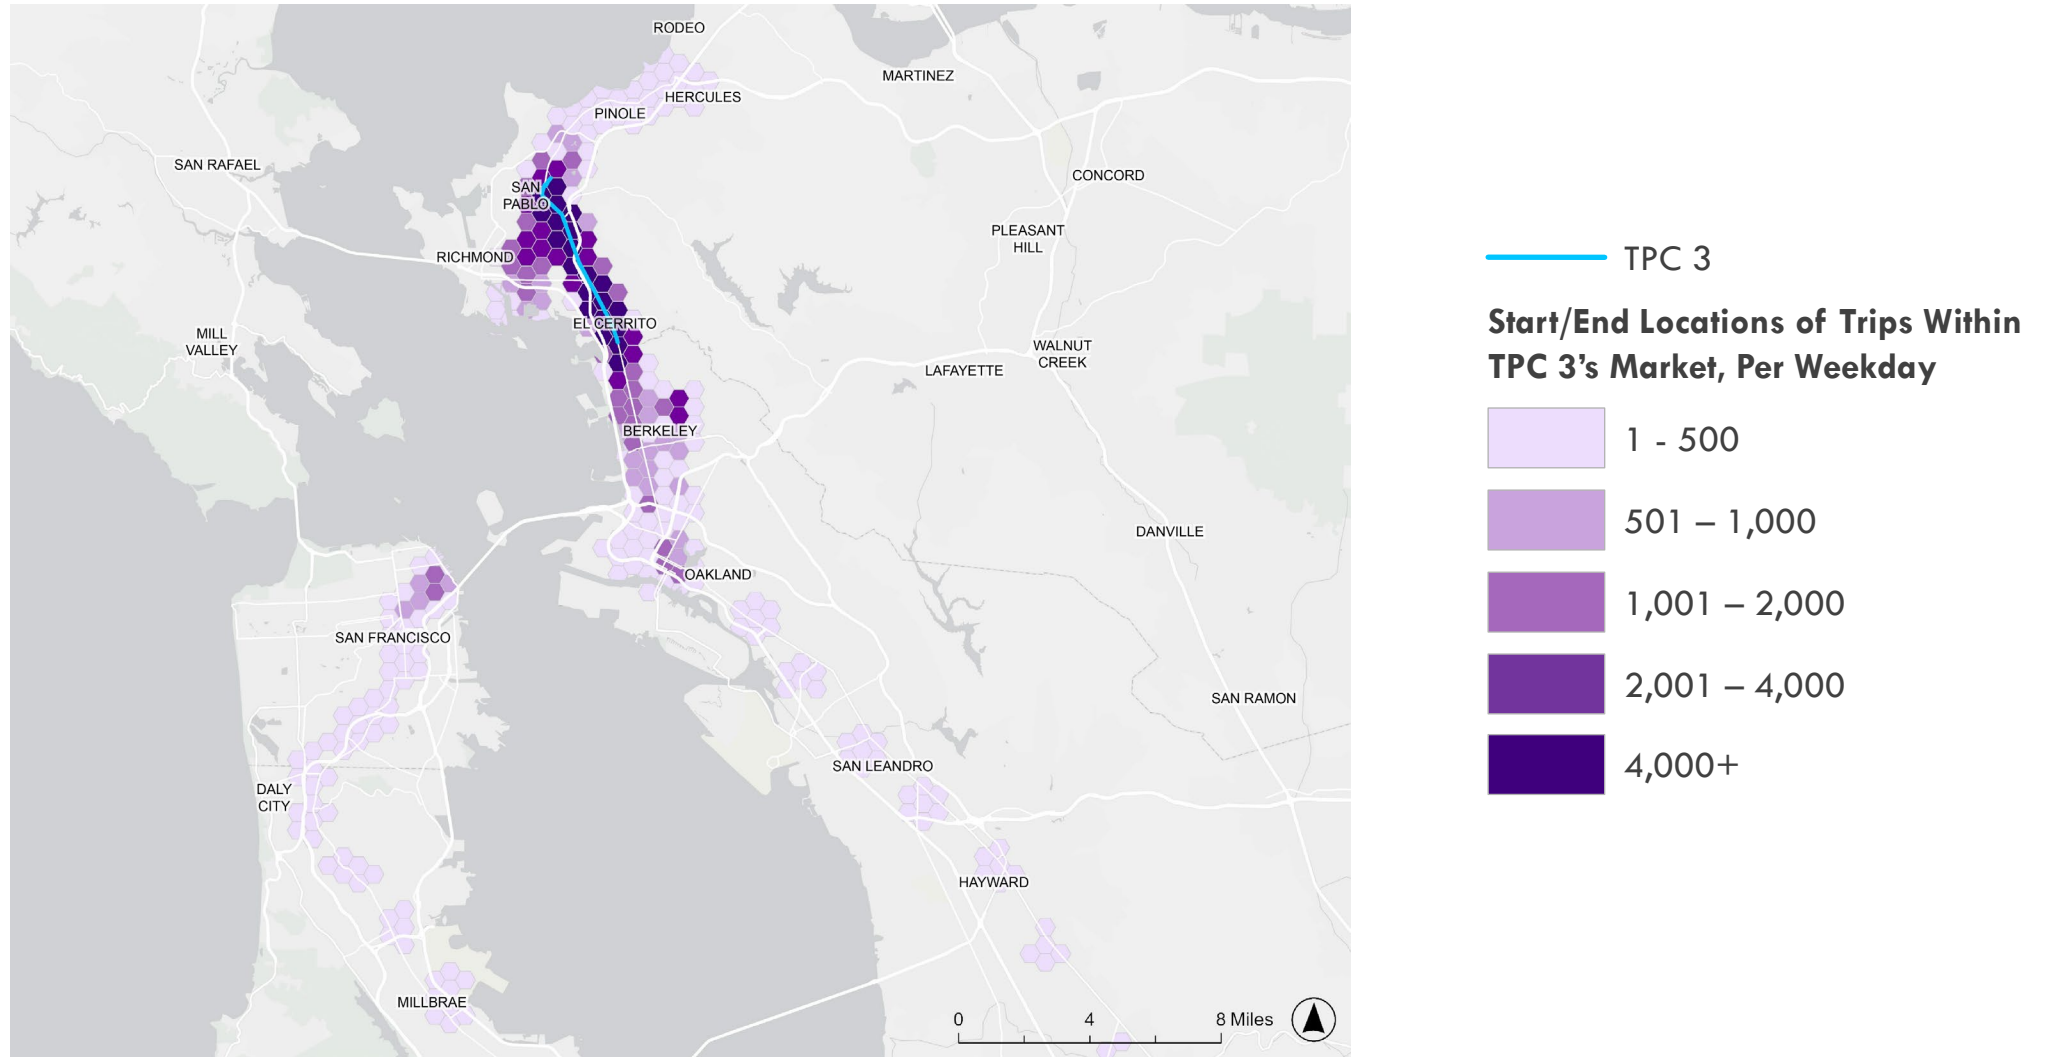 RODEO
MARTINEZ
HERCULES
PINOLE
SAN RAFAEL
CONCORD
SAN
PABLO
PLEASANT
HILL
RICHMOND
EL CERRITO
MILL
VALLEY
WALNUT
CREEK
LAFAYETTE
BERKELEY
DANVILLE
OAKLAND
SAN FRANCISCO
SAN RAMON
SAN LEANDRO
DALY
CITY
HAYWARD
MILLBRAE
0 4 8 Miles
TPC 3
Start/End Locations of Trips Within
TPC 3’s Market, Per Weekday
1 - 500
501 – 1,000
1,001 – 2,000
2,001 – 4,000
4,000+